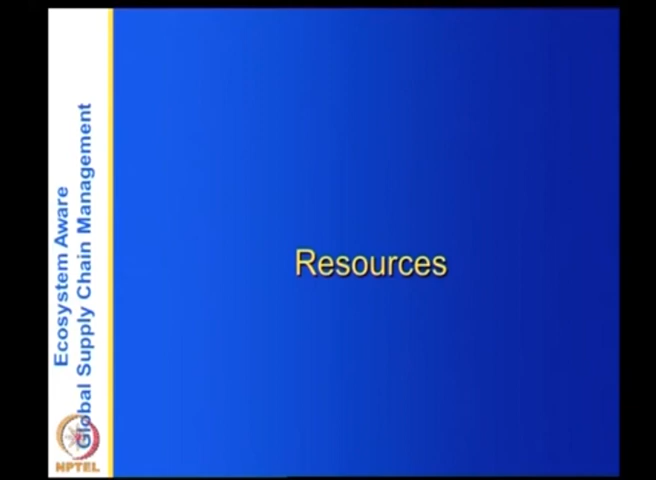 Ecosystem Aware
Global Supply Chain Management
Resources
NPTEL